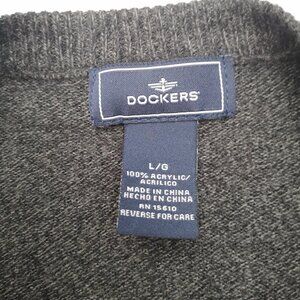 DOCKERS®
L/G
100% ACRYLIC/
ACRILICO
MADE IN CHINA
HECHO EN CHINA
RN 15610
REVERSE FOR CARE